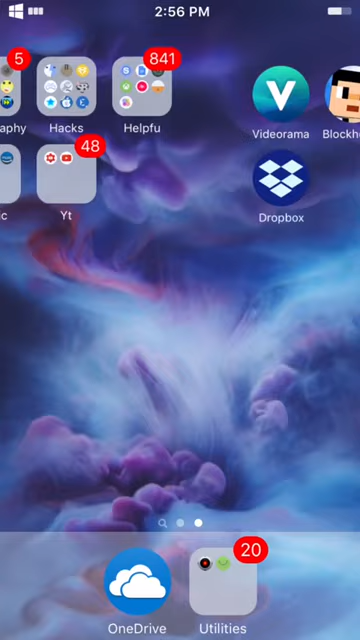 2:56 PM
5
841
aphy
Hacks
Helpfu
Videorama
Blockh
48
c
Yt
Dropbox
20
OneDrive
Utilities